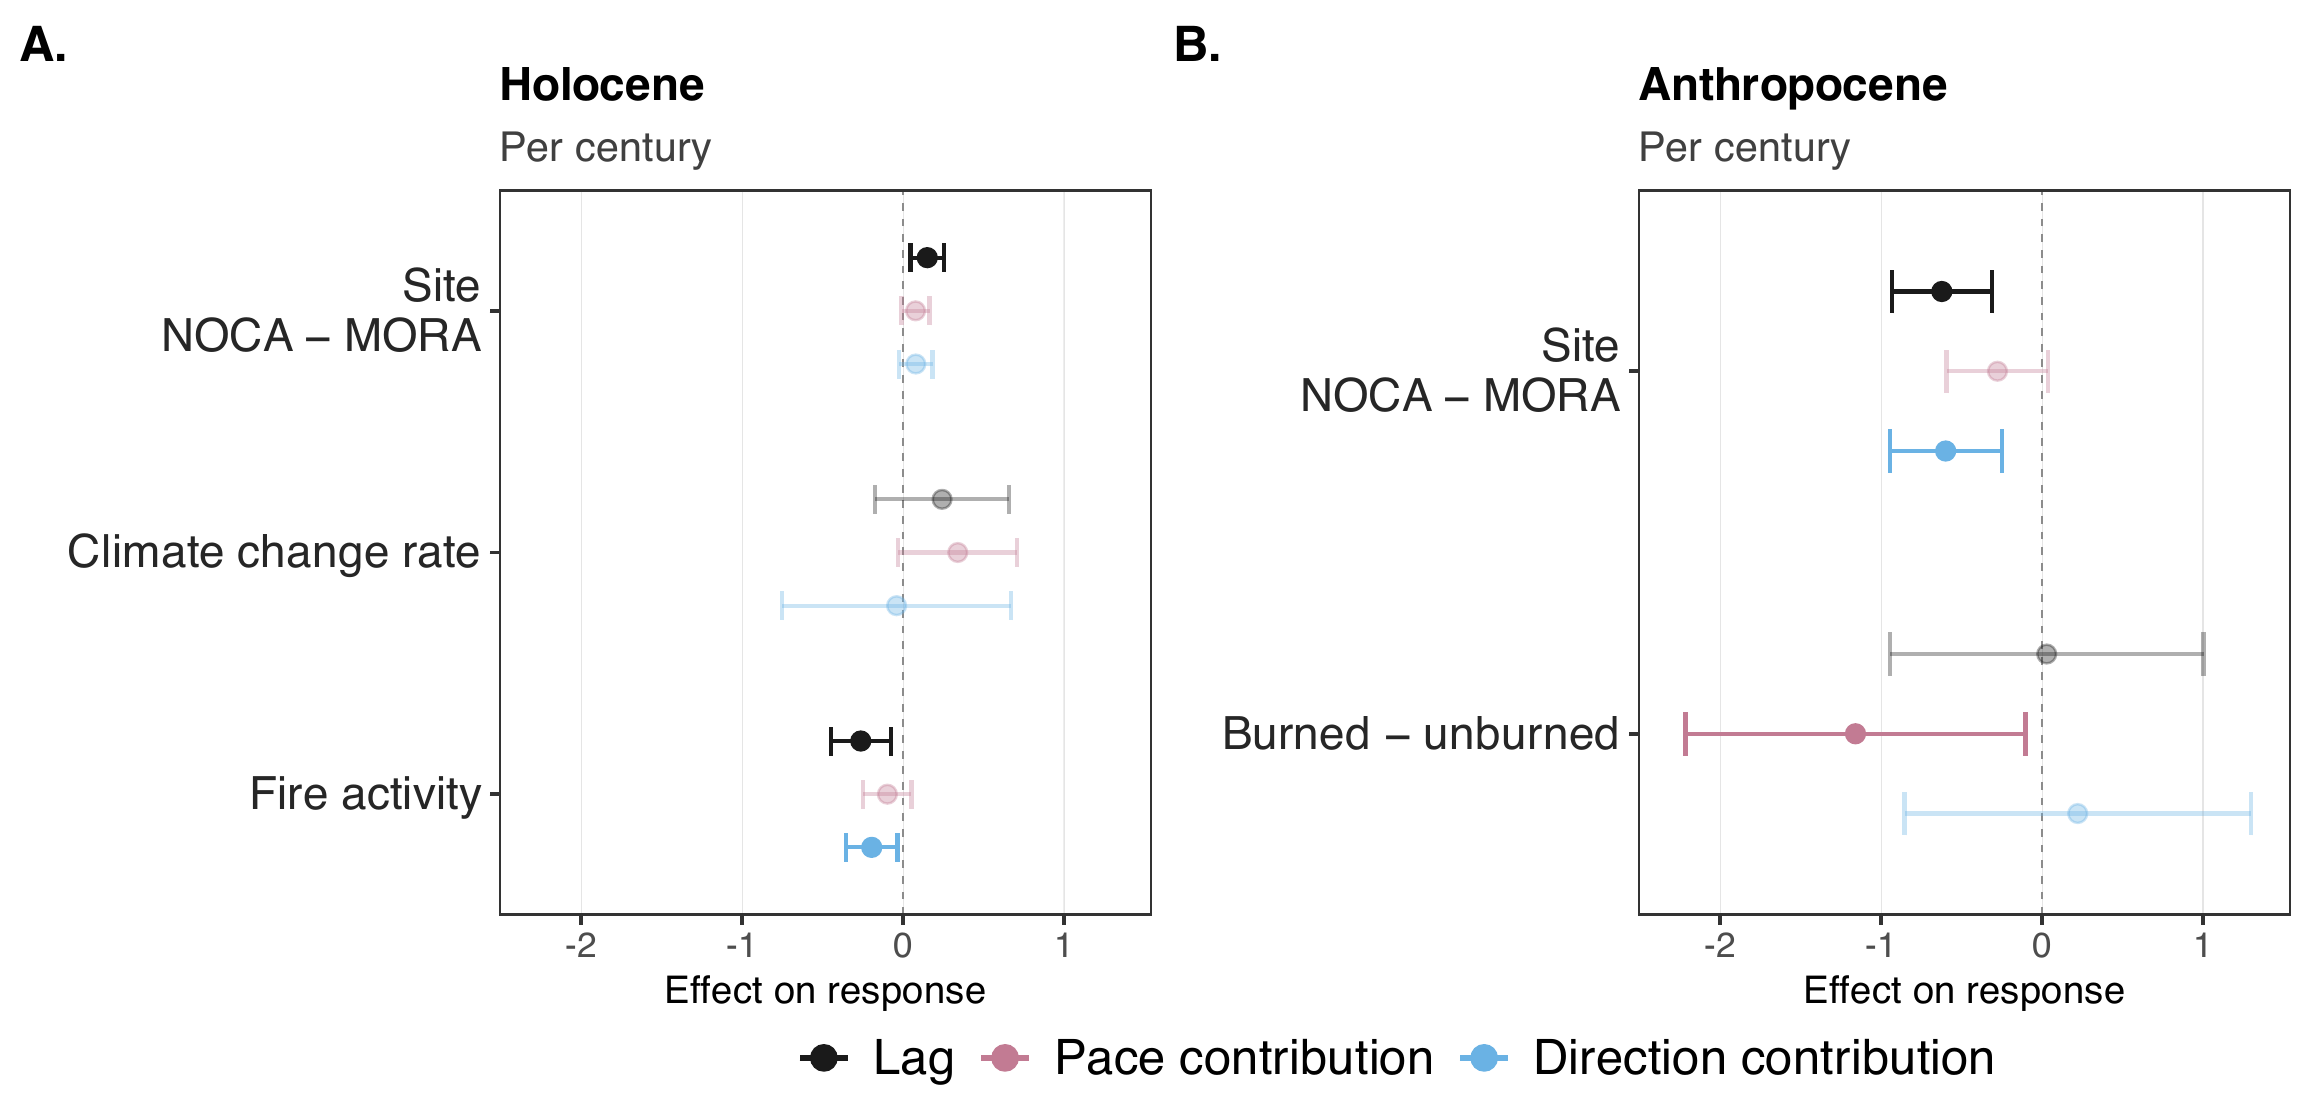 A.
Holocene
Per century
Site
NOCA – MORA
Climate change rate
Fire activity
-2 -1 0 1
Effect on response
B.
Anthropocene
Per century
Site
NOCA – MORA
Burned – unburned
-2 -1 0 1
Effect on response
Lag Pace contribution Direction contribution